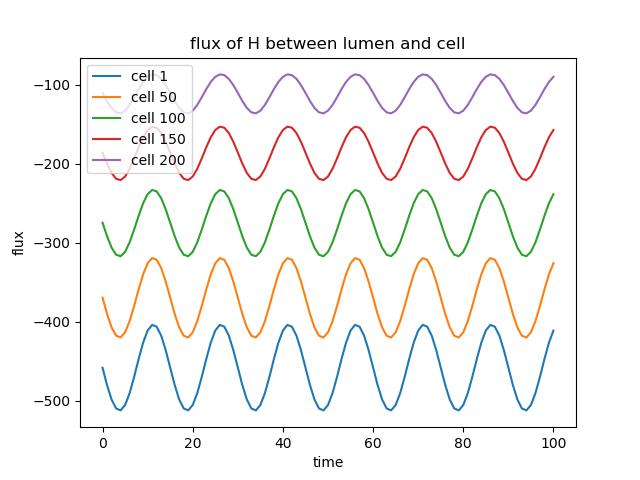 flux of H between lumen and cell
cell 1
cell 50
cell 100
cell 150
cell 200
−100
−200
−300
−400
−500
flux
0
20
40
60
80
100
time